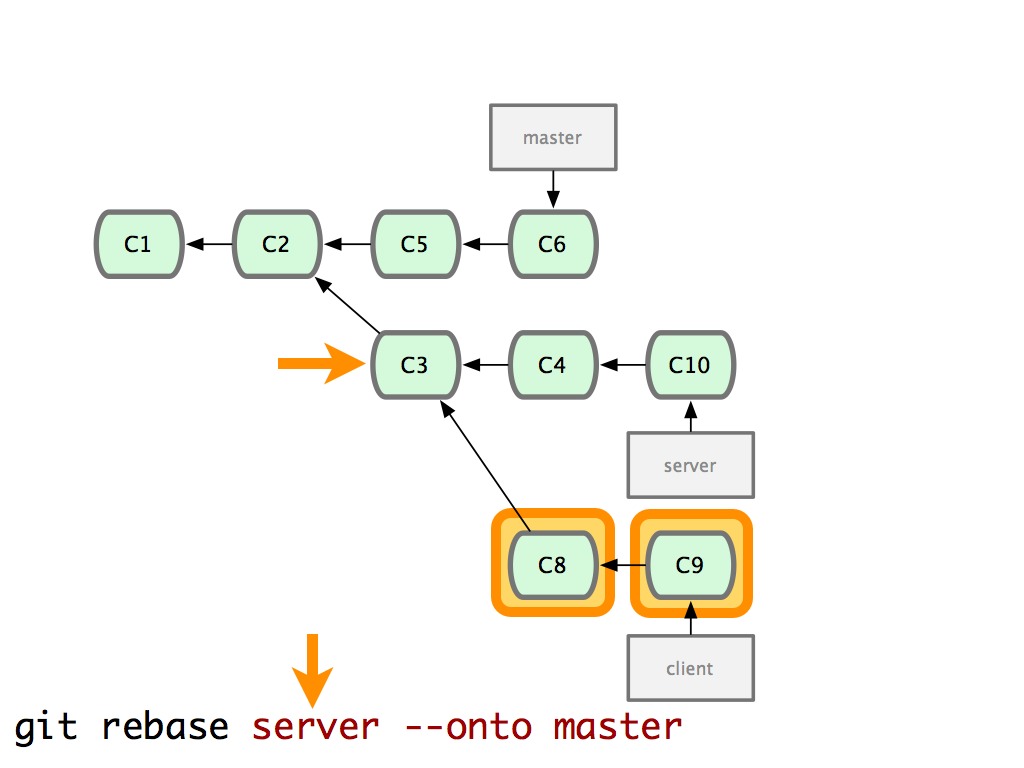 master
C1 C2 C5 C6
C3 C4 C10
server
C8 C9
client
git rebase server --onto master